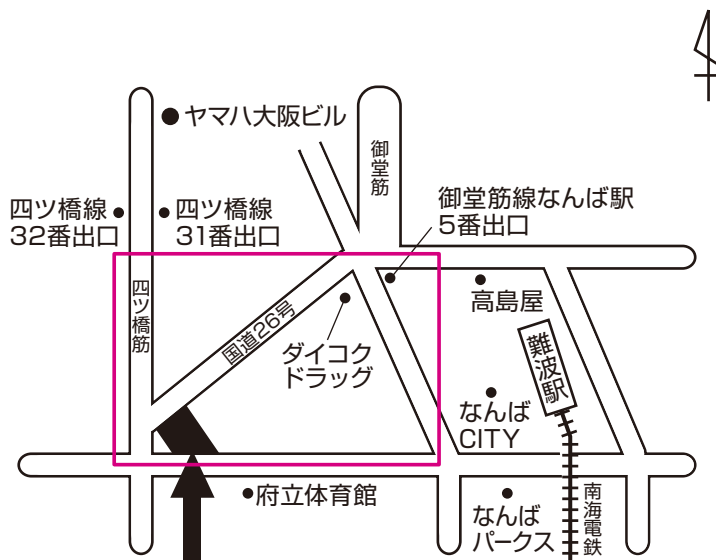 ヤマハ大阪ビル
御堂筋
四ツ橋線
32番出口
四ツ橋線
31番出口
御堂筋線なんば駅
5番出口
四ツ橋筋
国道26号
ダイコク
ドラッグ
高島屋
難波駅
なんば
CITY
府立体育館
なんば
パークス
南海電鉄